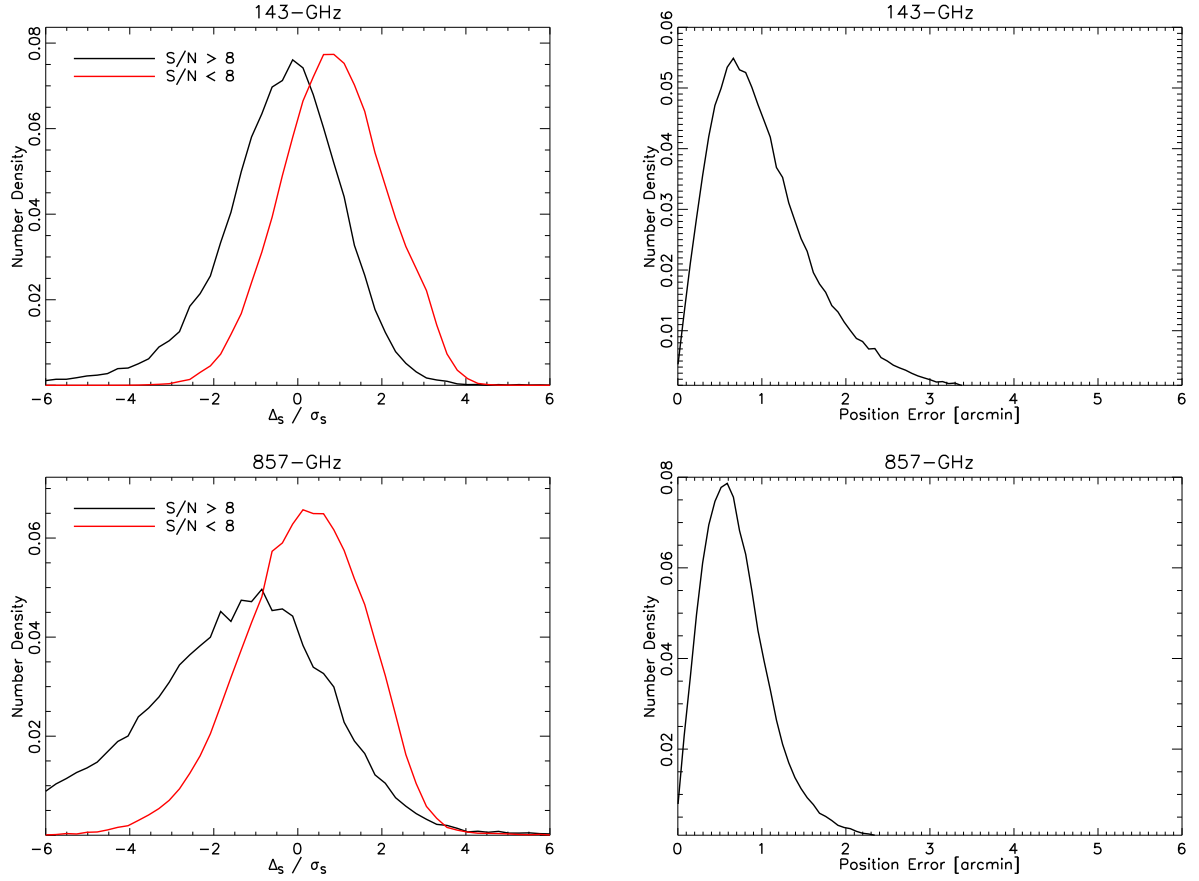 143-GHz
S/N > 8
S/N < 8
Number Density
0.02
0.04
0.06
0.08
-6
-4
-2
0
2
4
6
Δs / σs
143-GHz
Number Density
0.01
0.02
0.03
0.04
0.05
0.06
0
1
2
3
4
5
6
Position Error [arcmin]
857-GHz
S/N > 8
S/N < 8
Number Density
0.02
0.04
0.06
-6
-4
-2
0
2
4
6
Δs / σs
857-GHz
Number Density
0.02
0.04
0.06
0.08
0
1
2
3
4
5
6
Position Error [arcmin]